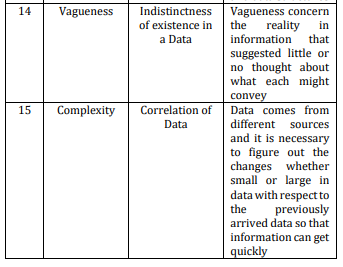 14 Vagueness Indistinctness Vagueness concern
of existence in the reality in
a Data information that
suggested little or
no thought about
what each might
convey
15 Complexity Correlation of Data comes from
Data different sources
and it is necessary
to figure out the
changes whether
small or large in
data with respect to
the previously
arrived data so that
information can get
quickly